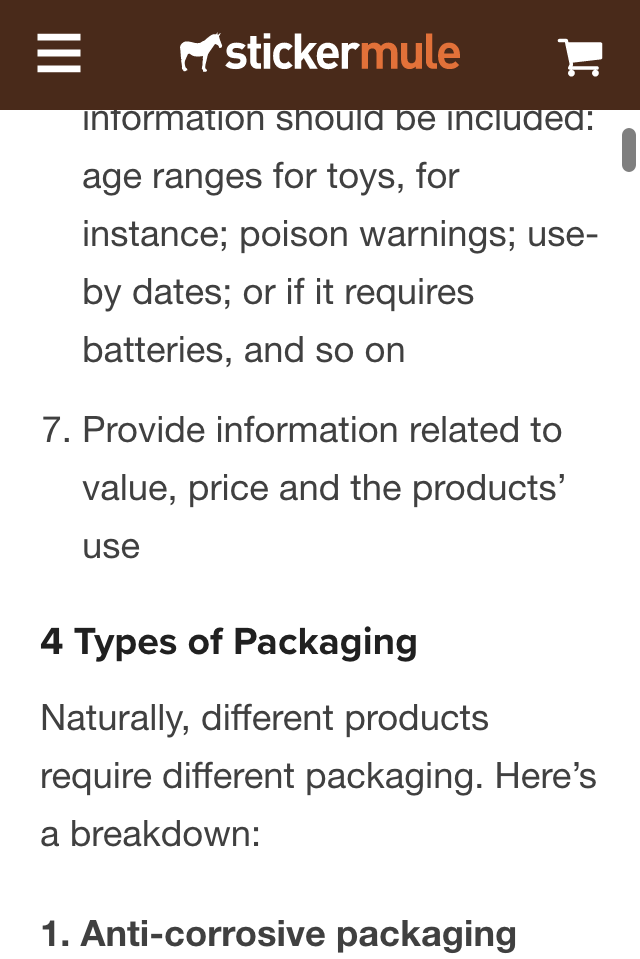 stickermule
information should be included:
age ranges for toys, for
instance; poison warnings; use-
by dates; or if it requires
batteries, and so on
7. Provide information related to
value, price and the products’
use
4 Types of Packaging
Naturally, different products
require different packaging. Here’s
a breakdown:
1. Anti-corrosive packaging